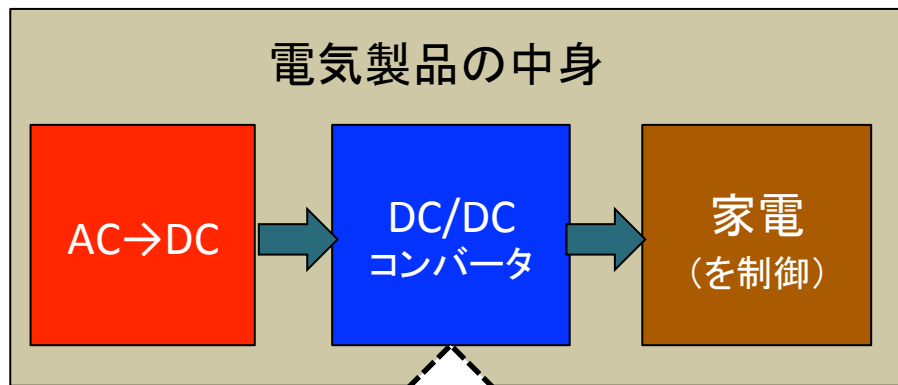 電気製品の中身
AC→DC
DC/DC
コンバータ
家電
（を制御）